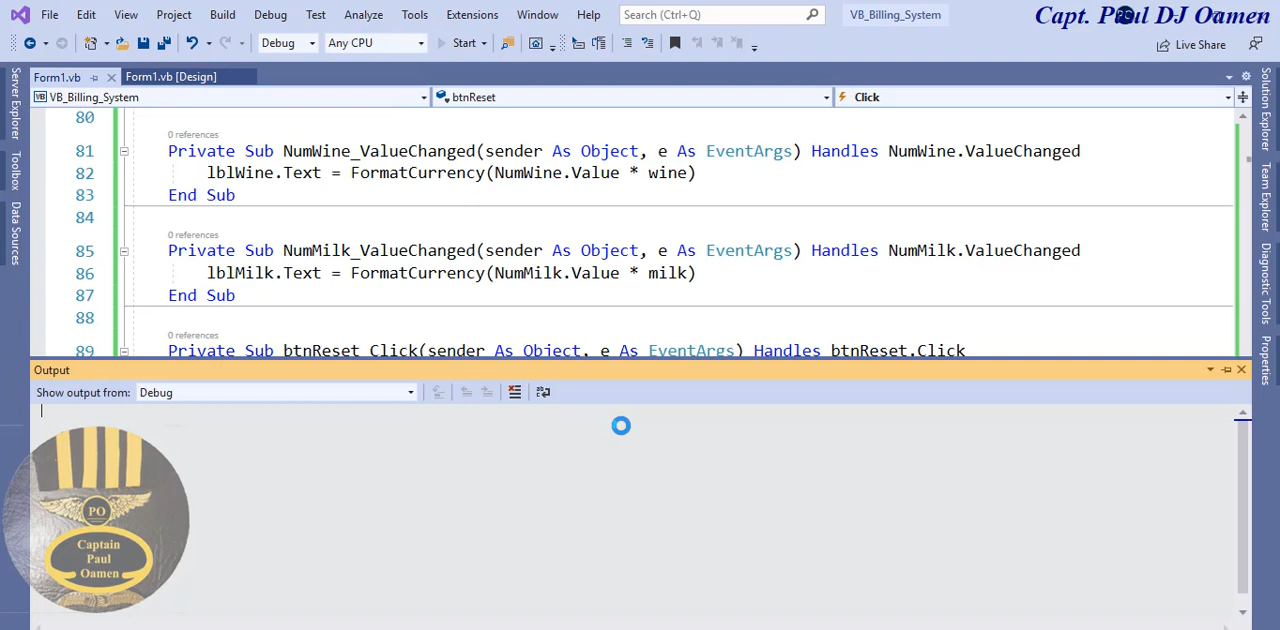 File Edit View Project Build Debug Test Analyze Tools Extensions Window Help Search (Ctrl+Q) VB_Billing_System
Capt. Paul DJ Oamen
Debug Any CPU Start Live Share
Form1.vb Form1.vb [Design]
VB_Billing_System btnReset Click
80
0 references
81 Private Sub NumWine_ValueChanged(sender As Object, e As EventArgs) Handles NumWine.ValueChanged
82 lblWine.Text = FormatCurrency(NumWine.Value * wine)
83 End Sub
84
0 references
85 Private Sub NumMilk_ValueChanged(sender As Object, e As EventArgs) Handles NumMilk.ValueChanged
86 lblMilk.Text = FormatCurrency(NumMilk.Value * milk)
87 End Sub
88
0 references
89 Private Sub btnReset_Click(sender As Object, e As EventArgs) Handles btnReset.Click
Output
Show output from: Debug
PO
Captain
Paul
Oamen
Server Explorer
Toolbox
Data Sources
Solution Explorer
Team Explorer
Diagnostic Tools
Properties